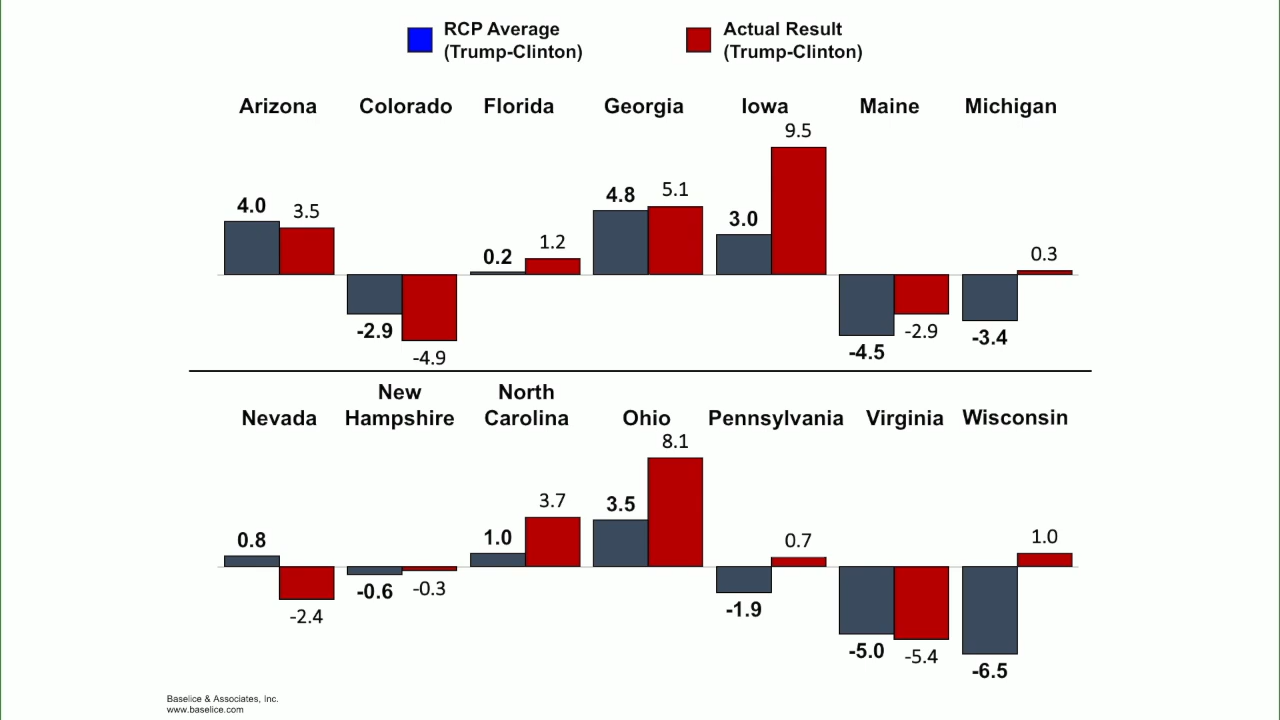 RCP Average
(Trump-Clinton)
Actual Result
(Trump-Clinton)
Arizona Colorado Florida Georgia Iowa Maine Michigan
4.0 3.5 -2.9 -4.9 0.2 1.2 4.8 5.1 3.0 9.5 -4.5 -2.9 -3.4 0.3
Nevada New Hampshire North Carolina Ohio Pennsylvania Virginia Wisconsin
0.8 -2.4 -0.6 -0.3 1.0 3.7 3.5 8.1 -1.9 0.7 -5.0 -5.4 -6.5 1.0
Baselice & Associates, Inc.
www.baselice.com